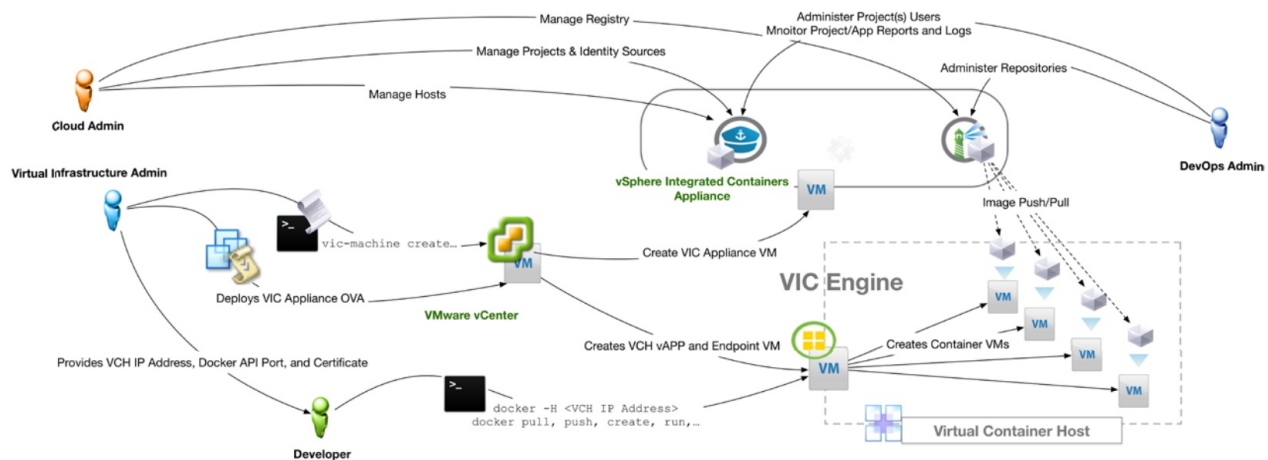 Manage Registry
Administer Project(s) Users
Mnoitor Project/App Reports and Logs
Manage Projects & Identity Sources
Administer Repositories
Manage Hosts
Cloud Admin
DevOps Admin
Virtual Infrastructure Admin
vSphere Integrated Containers
Appliance
VM
Image Push/Pull
>_
vic-machine create…
VM
Create VIC Appliance VM
VIC Engine
VM
Deploys VIC Appliance OVA
VMware vCenter
VM
Creates VCH vAPP and Endpoint VM
Creates Container VMs
VM
VM
Provides VCH IP Address, Docker API Port, and Certificate
>_
VM
docker -H <VCH IP Address>
docker pull, push, create, run,…
Virtual Container Host
Developer